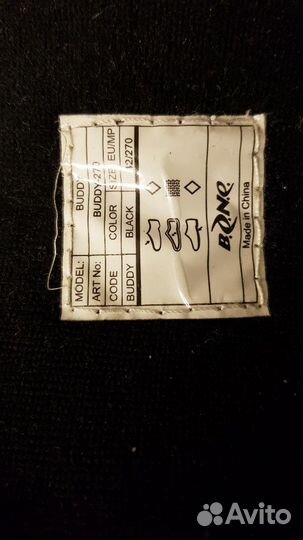 MODEL: BUDDY
ART No: BUDDY-270
CODE COLOR SIZE: EU/MP
BUDDY BLACK 42/270
BONE
Made in China
Avito